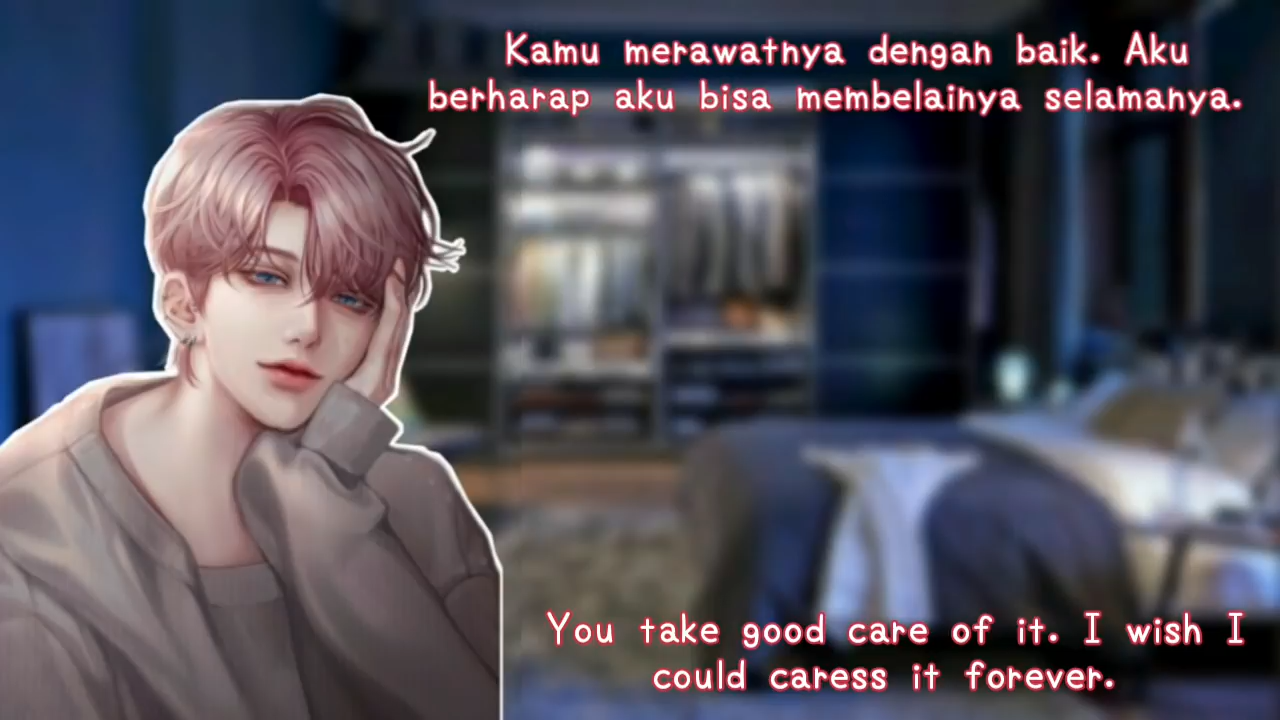 Kamu merawatnya dengan baik. Aku
berharap aku bisa membelainya selamanya.
You take good care of it. I wish I
could caress it forever.